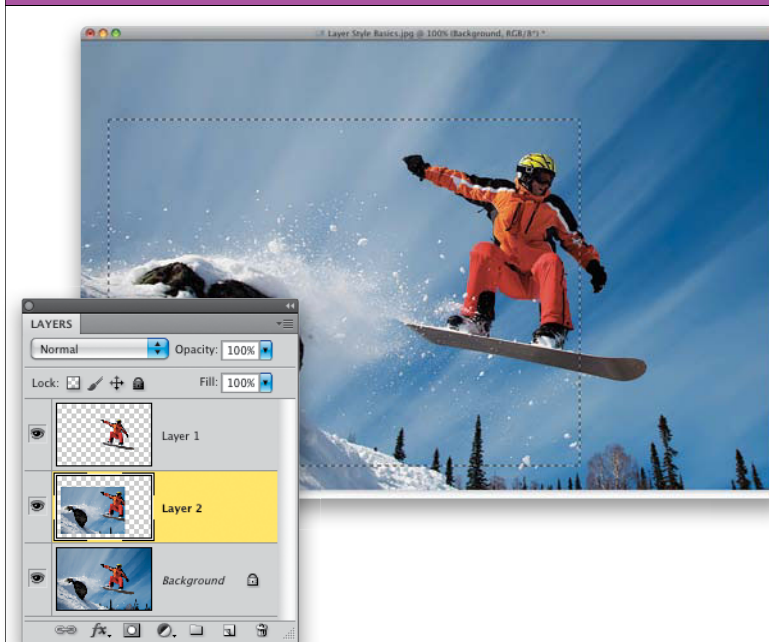 Layer Style Basics.jpg @ 100% (Background, RGB/8*) *
LAYERS
Normal
Opacity: 100%
Lock:
Fill: 100%
Layer 1
Layer 2
Background
fx.